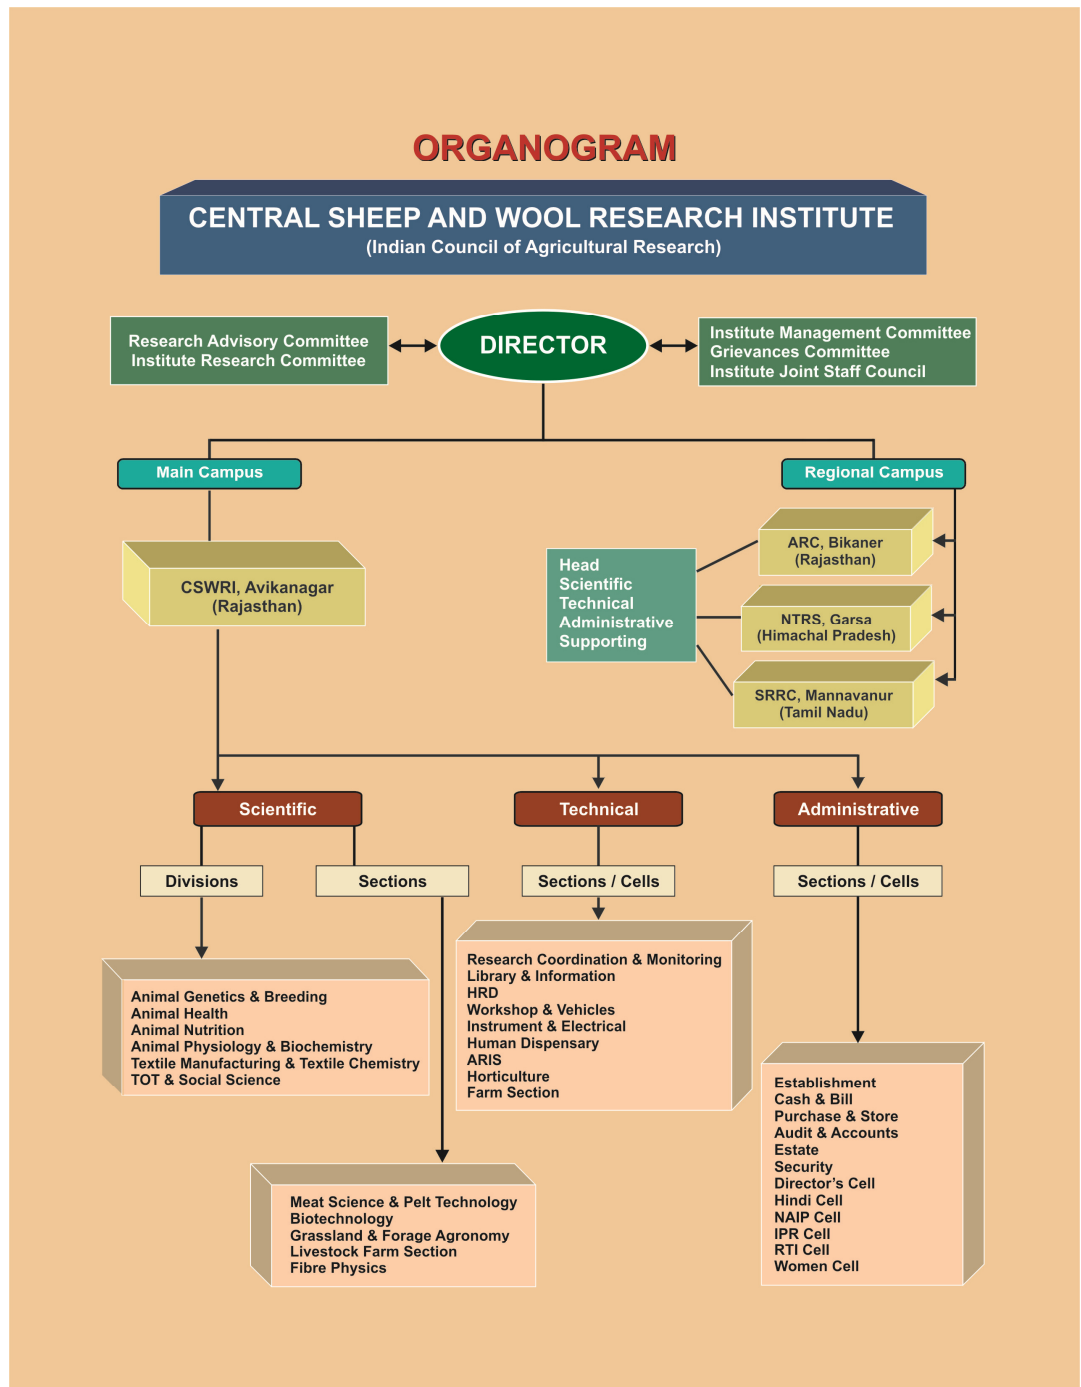 ORGANOGRAM
CENTRAL SHEEP AND WOOL RESEARCH INSTITUTE
(Indian Council of Agricultural Research)
Research Advisory Committee
Institute Research Committee
DIRECTOR
Institute Management Committee
Grievances Committee
Institute Joint Staff Council
Main Campus
Regional Campus
CSWRI, Avikanagar
(Rajasthan)
Head
Scientific
Technical
Administrative
Supporting
ARC, Bikaner
(Rajasthan)
NTRS, Garsa
(Himachal Pradesh)
SRRC, Mannavanur
(Tamil Nadu)
Scientific
Technical
Administrative
Divisions
Sections
Sections / Cells
Sections / Cells
Animal Genetics & Breeding
Animal Health
Animal Nutrition
Animal Physiology & Biochemistry
Textile Manufacturing & Textile Chemistry
TOT & Social Science
Meat Science & Pelt Technology
Biotechnology
Grassland & Forage Agronomy
Livestock Farm Section
Fibre Physics
Research Coordination & Monitoring
Library & Information
HRD
Workshop & Vehicles
Instrument & Electrical
Human Dispensary
ARIS
Horticulture
Farm Section
Establishment
Cash & Bill
Purchase & Store
Audit & Accounts
Estate
Security
Director's Cell
Hindi Cell
NAIP Cell
IPR Cell
RTI Cell
Women Cell